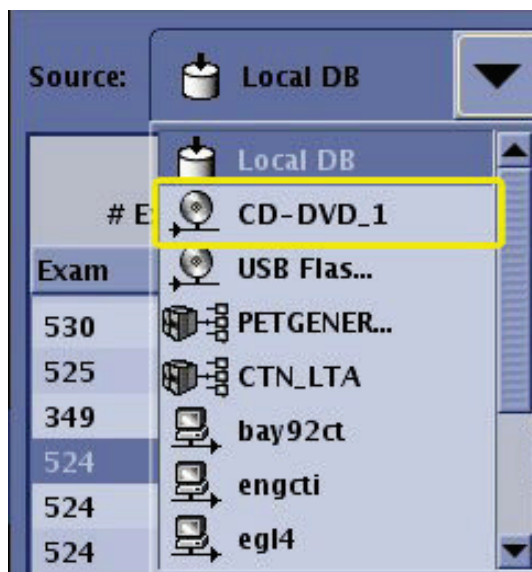 Source: Local DB
Local DB
# E
CD-DVD_1
Exam
USB Flas...
530
PETGENER...
525
CTN_LTA
349
bay92ct
524
engcti
524
egl4
524